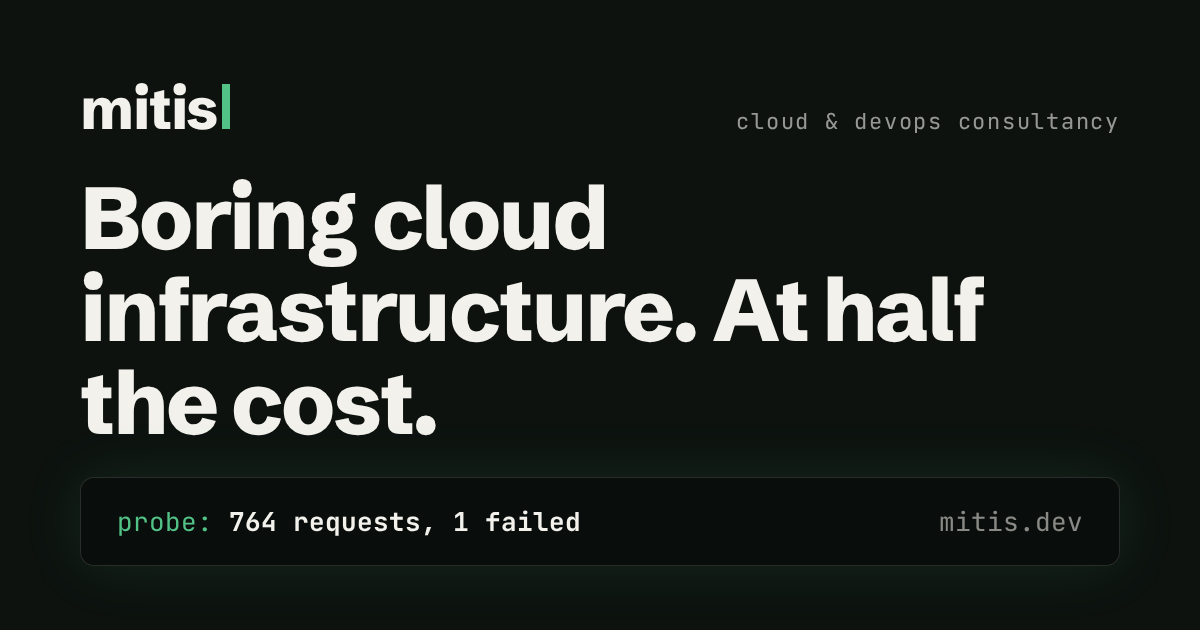 mitis
cloud & devops consultancy
Boring cloud
infrastructure. At half
the cost.
probe: 764 requests, 1 failed
mitis.dev